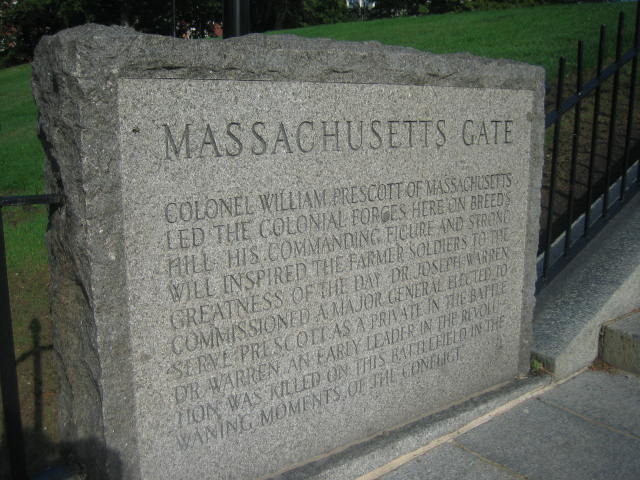 MASSACHUSETTS GATE
COLONEL WILLIAM PRESCOTT OF MASSACHUSETTS
LED THE COLONIAL FORCES HERE ON BREED'S
HILL. HIS COMMANDING FIGURE AND STRONG
WILL INSPIRED THE FARMER SOLDIERS TO THE
GREATNESS OF THE DAY. DR. JOSEPH WARREN
COMMISSIONED A MAJOR GENERAL ELECTED TO
SERVE PRESCOTT AS A PRIVATE IN THE BATTLE.
DR. WARREN, AN EARLY LEADER IN THE REVOLU-
TION, WAS KILLED ON THIS BATTLEFIELD IN THE
WANING MOMENTS OF THE CONFLICT.